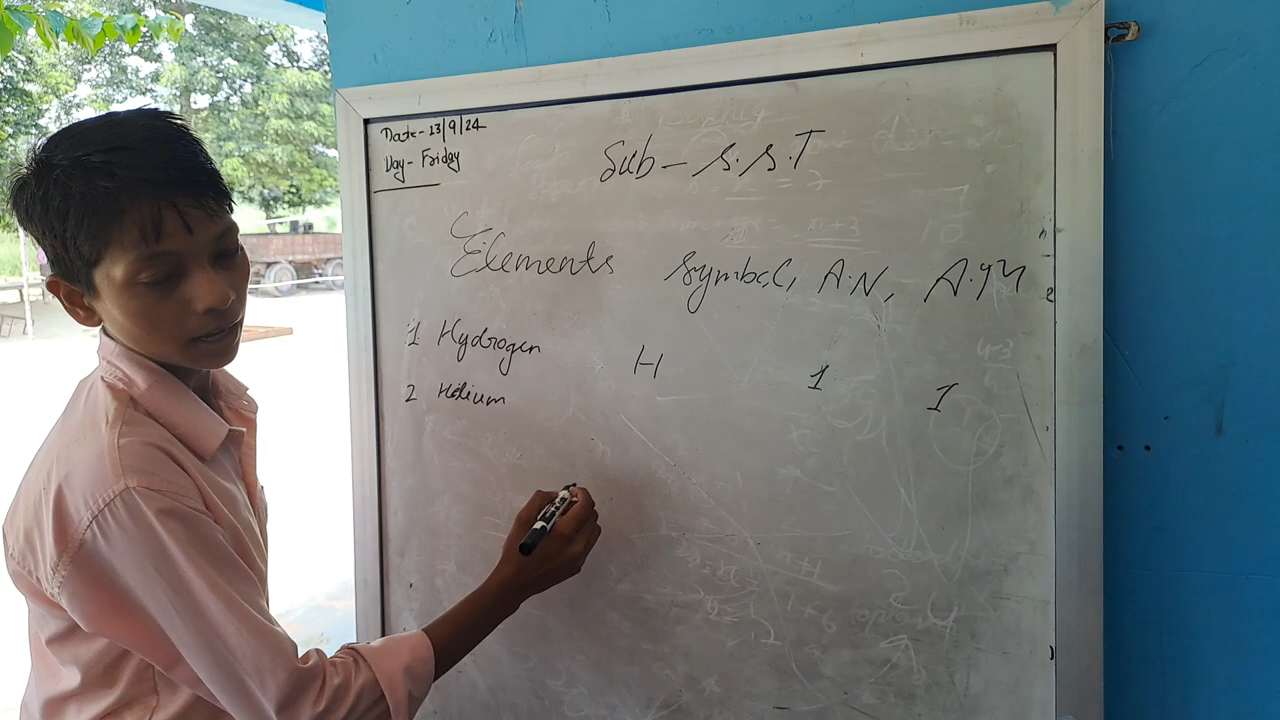 Date- 13/9/24
Day- Friday
Sub- S.S.T
Elements Symbol, A.N, A.M
1 Hydrogen H 1 1
2 Helium